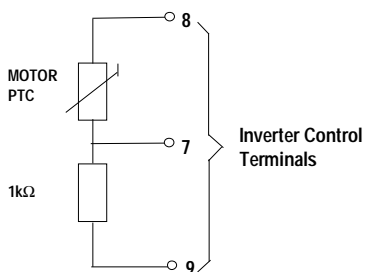 8
MOTOR
PTC
7
Inverter Control
Terminals
1kΩ
9